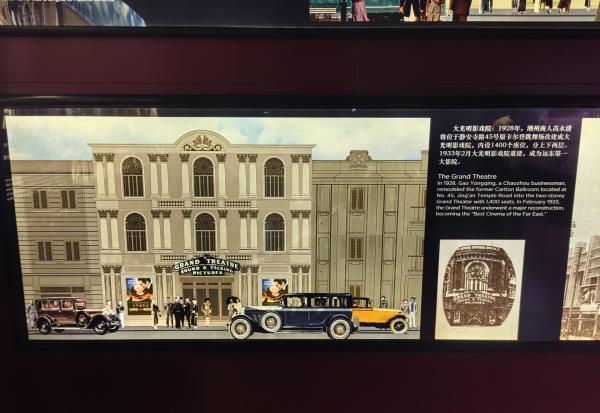 大光明影戏院：1928年，潮州商人高永清
将位于静安寺路45号原卡尔登跳舞场改建成大
光明影戏院，内设1400个座位，分上下两层，
1933年2月大光明影戏院重建，成为远东第一
大影院。
The Grand Theatre
In 1928, Gao Yongqing, a Chaozhou businessman,
remodeled the former Carlton Ballroom located at
No. 45, Jing'an Temple Road into the two-storey
Grand Theater with 1,400 seats. In February 1933,
the Grand Theatre underwent a major reconstruction,
becoming the "Best Cinema of the Far East."
GRAND THEATRE
SOUND & TALKING
PICTURES
GRAND THEATRE